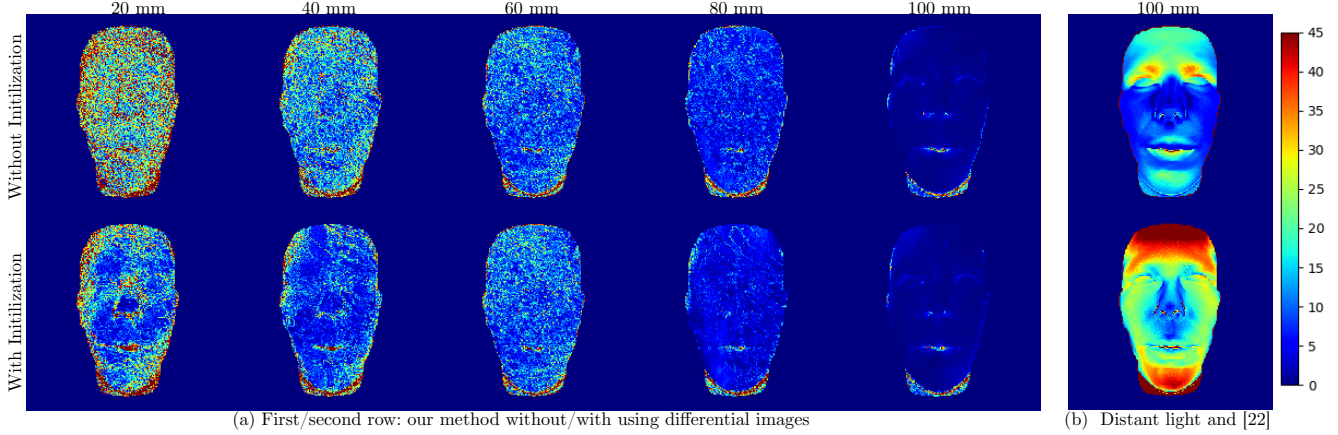 20 mm 40 mm 60 mm 80 mm 100 mm 100 mm
Without Initilization
With Initilization
45
40
35
30
25
20
15
10
5
0
(a) First/second row: our method without/with using differential images
(b) Distant light and [22]